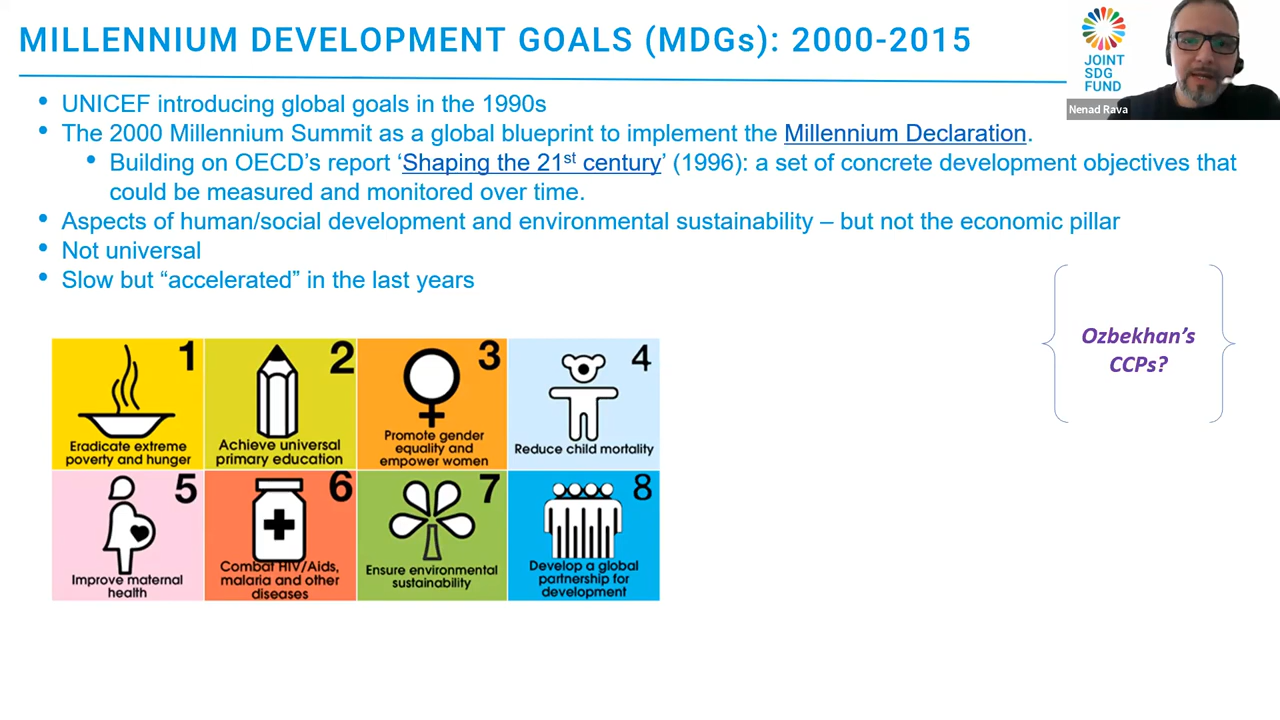 MILLENNIUM DEVELOPMENT GOALS (MDGs): 2000-2015
JOINT
SDG
FUND
Nenad Rava
• UNICEF introducing global goals in the 1990s
• The 2000 Millennium Summit as a global blueprint to implement the Millennium Declaration.
• Building on OECD's report ‘Shaping the 21st century’ (1996): a set of concrete development objectives that
could be measured and monitored over time.
• Aspects of human/social development and environmental sustainability – but not the economic pillar
• Not universal
• Slow but “accelerated” in the last years
Ozbekhan's
CCPs?
1
Eradicate extreme
poverty and hunger
2
Achieve universal
primary education
3
Promote gender
equality and
empower women
4
Reduce child mortality
5
Improve maternal
health
6
Combat HIV/Aids,
malaria and other
diseases
7
Ensure environmental
sustainability
8
Develop a global
partnership for
development